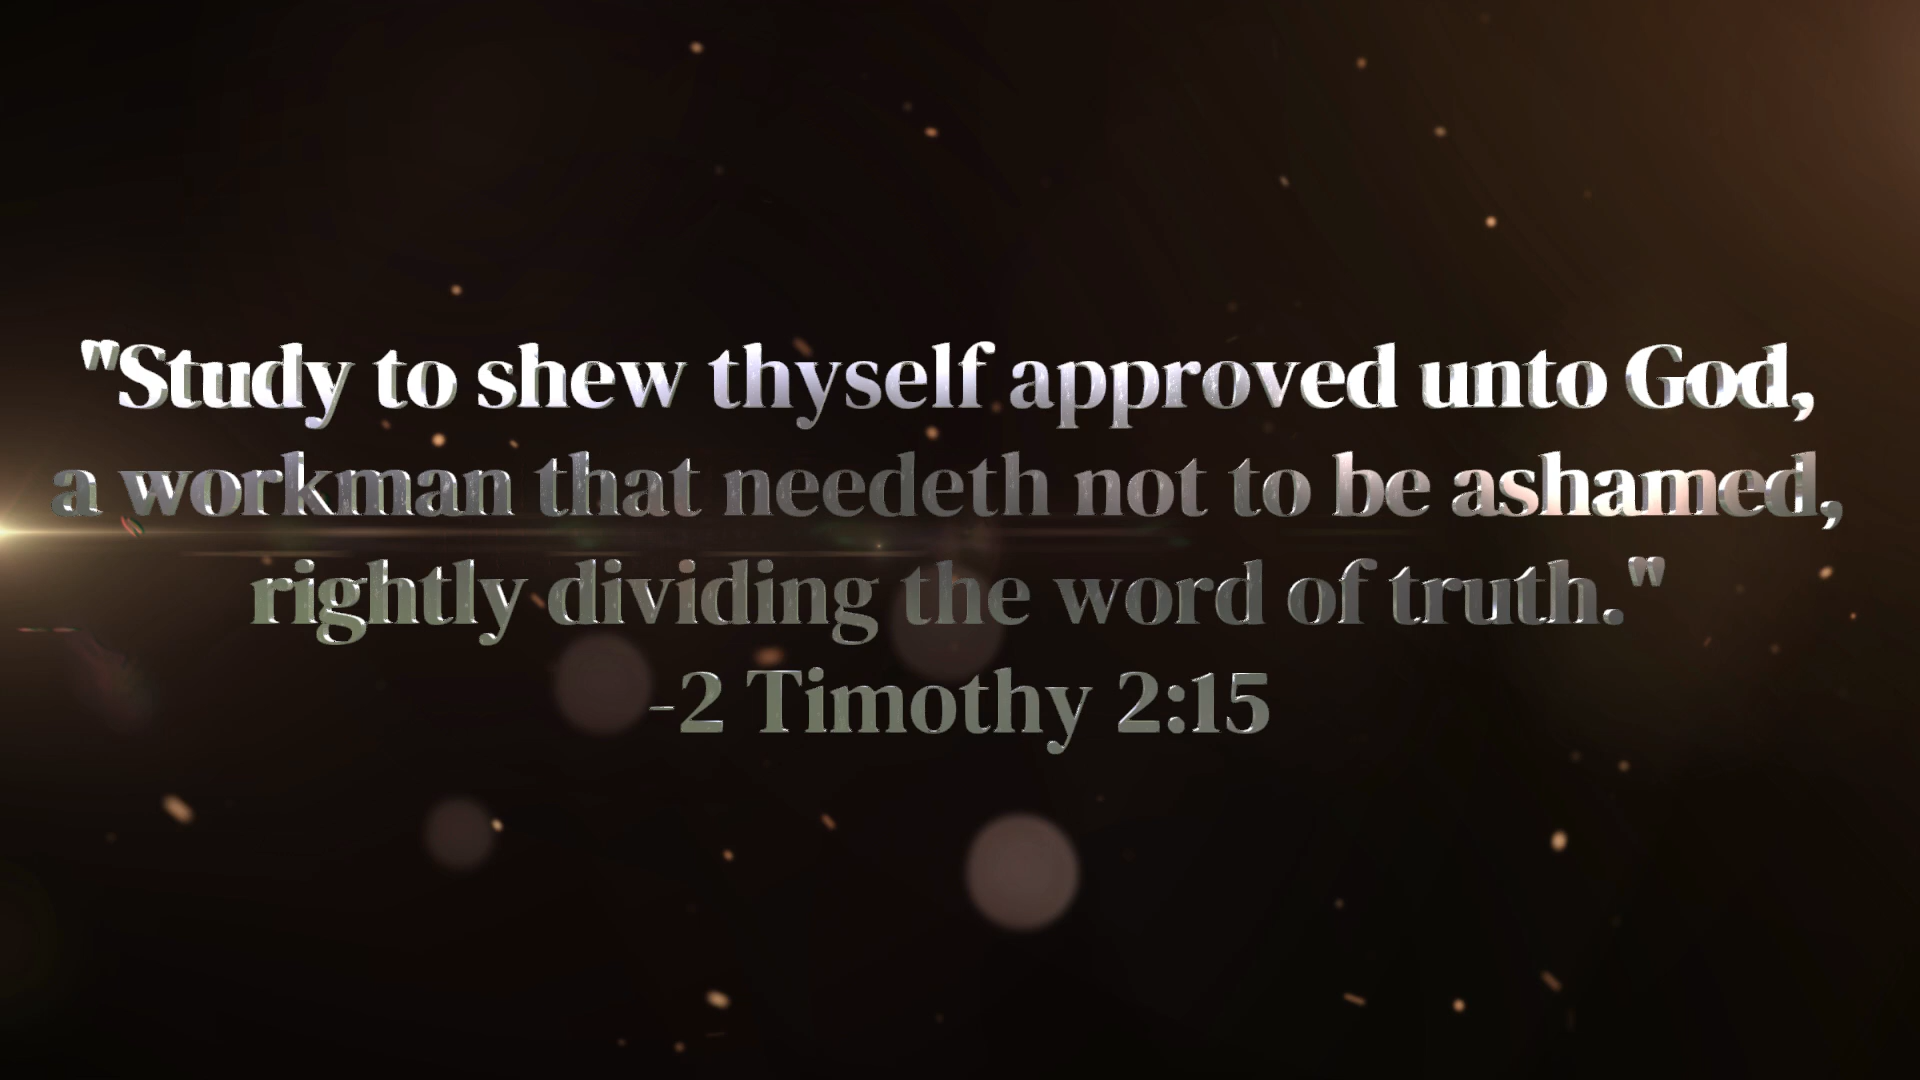 "Study to shew thyself approved unto God,
a workman that needeth not to be ashamed,
rightly dividing the word of truth."
-2 Timothy 2:15